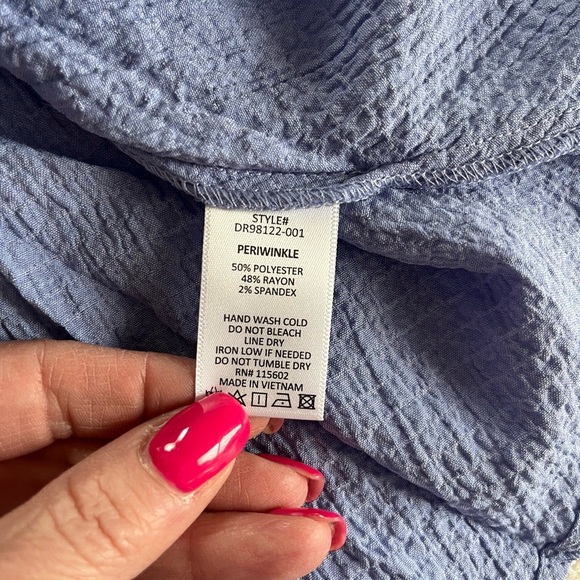 STYLE#
DR98122-001
PERIWINKLE
50% POLYESTER
48% RAYON
2% SPANDEX
HAND WASH COLD
DO NOT BLEACH
LINE DRY
IRON LOW IF NEEDED
DO NOT TUMBLE DRY
RN# 115602
MADE IN VIETNAM